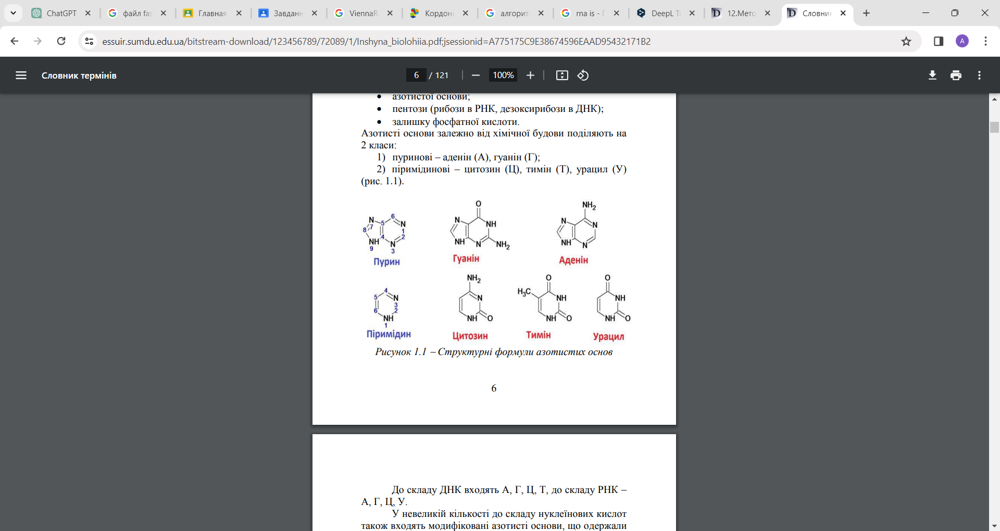 ChatGPT
файл fas
Главная
Завданн
ViennaR
Кордон
алгорит
rna is - Г
DeepL Tr
12.Мето
Словник
essuir.sumdu.edu.ua/bitstream-download/123456789/72089/1/Inshyna_biolohiia.pdf;jsessionid=A775175C9E38674596EAAD95432171B2
A
Словник термінів
6 / 121
100%
• азотистої основи;
• пентози (рибози в РНК, дезоксирибози в ДНК);
• залишку фосфатної кислоти.
Азотисті основи залежно від хімічної будови поділяють на
2 класи:
1) пуринові – аденін (А), гуанін (Г);
2) піримідинові – цитозин (Ц), тимін (Т), урацил (У)
(рис. 1.1).
N 7 8 5 6 N 1 2 4 NH 9 N 3
Пурин
O N NH NH N NH2
Гуанін
NH2 N N NH N
Аденін
4 5 N 3 6 2 NH 1
Піримідин
NH2 N NH O
Цитозин
O H3C NH NH O
Тимін
O NH NH O
Урацил
Рисунок 1.1 – Структурні формули азотистих основ
6
До складу ДНК входять А, Г, Ц, Т, до складу РНК –
А, Г, Ц, У.
У невеликій кількості до складу нуклеїнових кислот
також входять модифіковані азотисті основи, що одержали